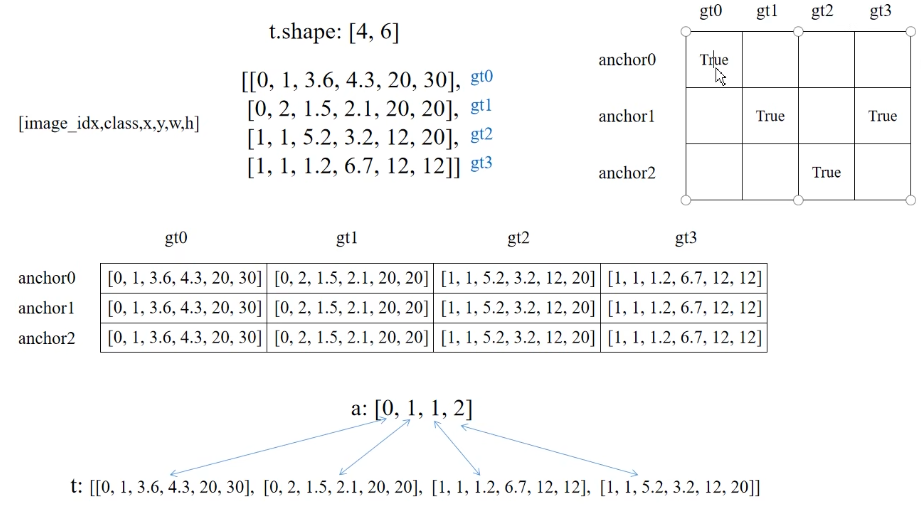 t.shape: [4, 6]
[image_idx,class,x,y,w,h]
[[0, 1, 3.6, 4.3, 20, 30], gt0
[0, 2, 1.5, 2.1, 20, 20], gt1
[1, 1, 5.2, 3.2, 12, 20], gt2
[1, 1, 1.2, 6.7, 12, 12]] gt3
gt0 gt1 gt2 gt3
anchor0 True
anchor1 True True
anchor2 True
gt0 gt1 gt2 gt3
anchor0 [0, 1, 3.6, 4.3, 20, 30] [0, 2, 1.5, 2.1, 20, 20] [1, 1, 5.2, 3.2, 12, 20] [1, 1, 1.2, 6.7, 12, 12]
anchor1 [0, 1, 3.6, 4.3, 20, 30] [0, 2, 1.5, 2.1, 20, 20] [1, 1, 5.2, 3.2, 12, 20] [1, 1, 1.2, 6.7, 12, 12]
anchor2 [0, 1, 3.6, 4.3, 20, 30] [0, 2, 1.5, 2.1, 20, 20] [1, 1, 5.2, 3.2, 12, 20] [1, 1, 1.2, 6.7, 12, 12]
a: [0, 1, 1, 2]
t: [[0, 1, 3.6, 4.3, 20, 30], [0, 2, 1.5, 2.1, 20, 20], [1, 1, 1.2, 6.7, 12, 12], [1, 1, 5.2, 3.2, 12, 20]]